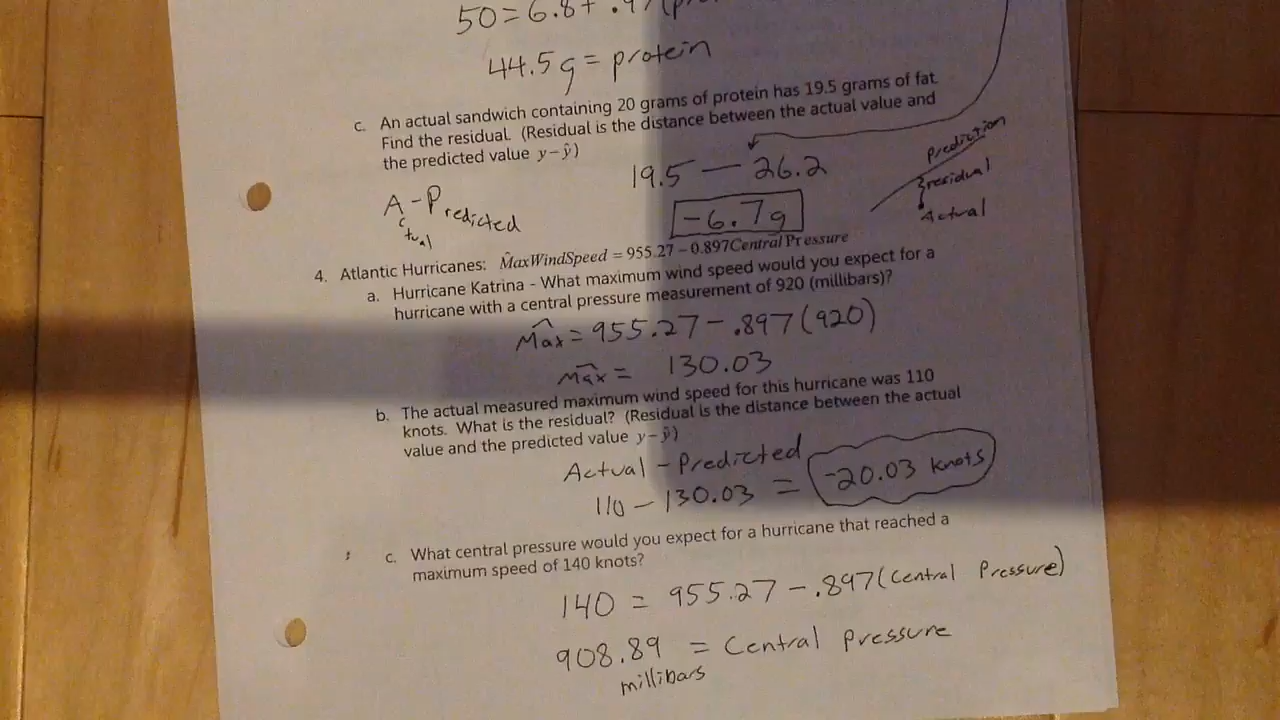 50 = 6.8 + .97(pr
44.5 g = protein
c. An actual sandwich containing 20 grams of protein has 19.5 grams of fat.
Find the residual. (Residual is the distance between the actual value and
the predicted value y–ŷ)
19.5 — 26.2
-6.7g
A - Predicted
ctual
Prediction
residual
Actual
4. Atlantic Hurricanes: M̂axWindSpeed = 955.27 – 0.897Central Pressure
a. Hurricane Katrina - What maximum wind speed would you expect for a
hurricane with a central pressure measurement of 920 (millibars)?
Max = 955.27 - .897(920)
Max = 130.03
b. The actual measured maximum wind speed for this hurricane was 110
knots. What is the residual? (Residual is the distance between the actual
value and the predicted value y–ŷ)
Actual - Predicted
110 - 130.03 = -20.03 knots
c. What central pressure would you expect for a hurricane that reached a
maximum speed of 140 knots?
140 = 955.27 - .897(Central Pressure)
908.89 = Central Pressure
millibars